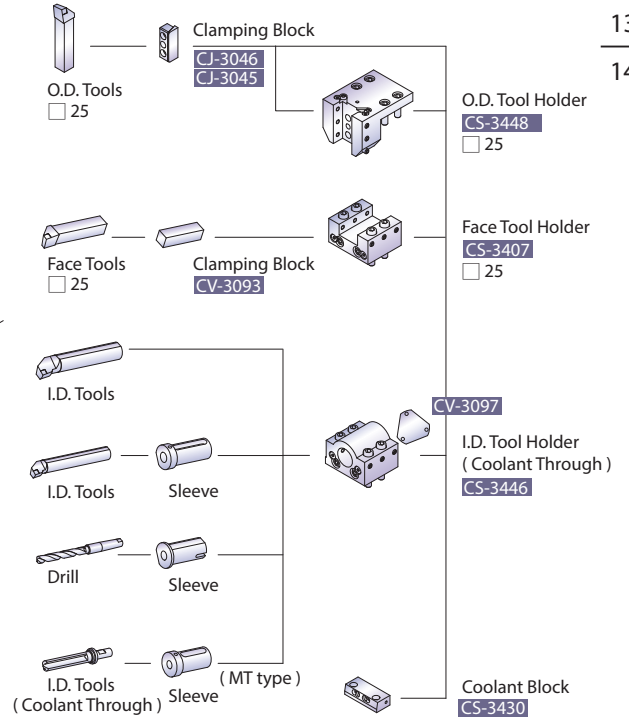 Clamping Block
CJ-3046
CJ-3045
O.D. Tools
□ 25
O.D. Tool Holder
CS-3448
□ 25
Face Tools
□ 25
Clamping Block
CV-3093
Face Tool Holder
CS-3407
□ 25
I.D. Tools
CV-3097
I.D. Tool Holder
( Coolant Through )
CS-3446
I.D. Tools
Sleeve
Drill
Sleeve
I.D. Tools
( Coolant Through )
Sleeve
( MT type )
Coolant Block
CS-3430